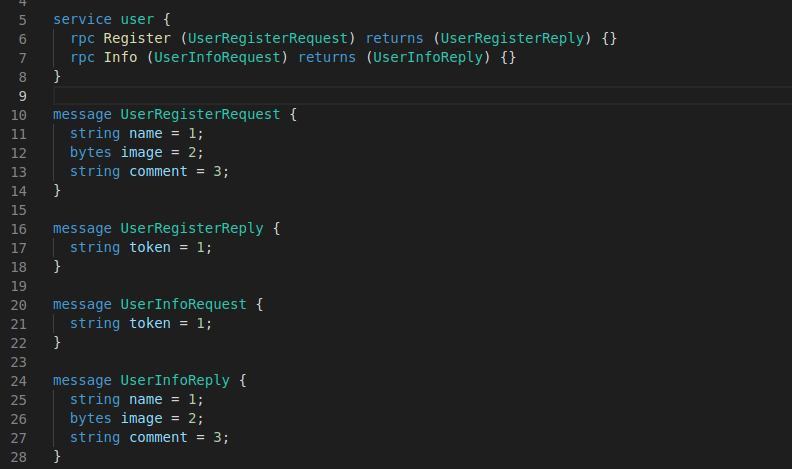 4
5 service user {
6   rpc Register (UserRegisterRequest) returns (UserRegisterReply) {}
7   rpc Info (UserInfoRequest) returns (UserInfoReply) {}
8 }
9
10 message UserRegisterRequest {
11   string name = 1;
12   bytes image = 2;
13   string comment = 3;
14 }
15
16 message UserRegisterReply {
17   string token = 1;
18 }
19
20 message UserInfoRequest {
21   string token = 1;
22 }
23
24 message UserInfoReply {
25   string name = 1;
26   bytes image = 2;
27   string comment = 3;
28 }